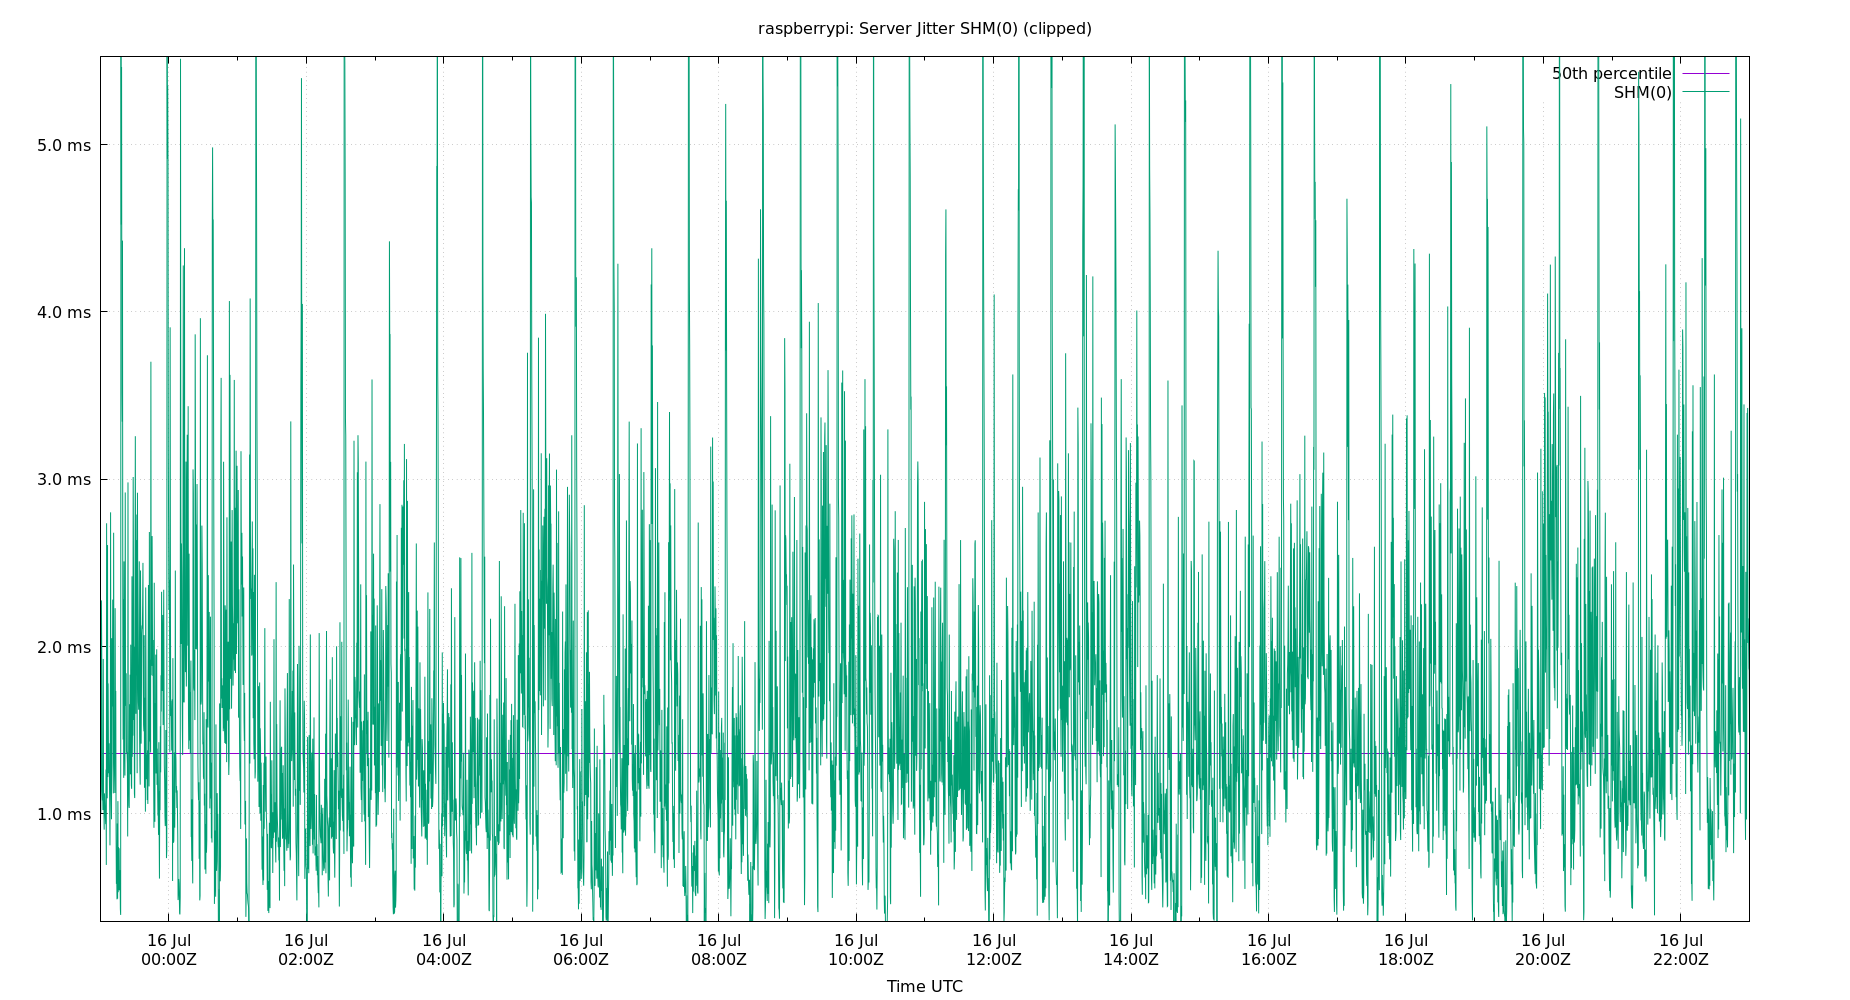 raspberrypi: Server Jitter SHM(0) (clipped)
50th percentile
SHM(0)
5.0 ms
4.0 ms
3.0 ms
2.0 ms
1.0 ms
16 Jul 16 Jul 16 Jul 16 Jul 16 Jul 16 Jul 16 Jul 16 Jul 16 Jul 16 Jul 16 Jul 16 Jul
00:00Z 02:00Z 04:00Z 06:00Z 08:00Z 10:00Z 12:00Z 14:00Z 16:00Z 18:00Z 20:00Z 22:00Z
Time UTC